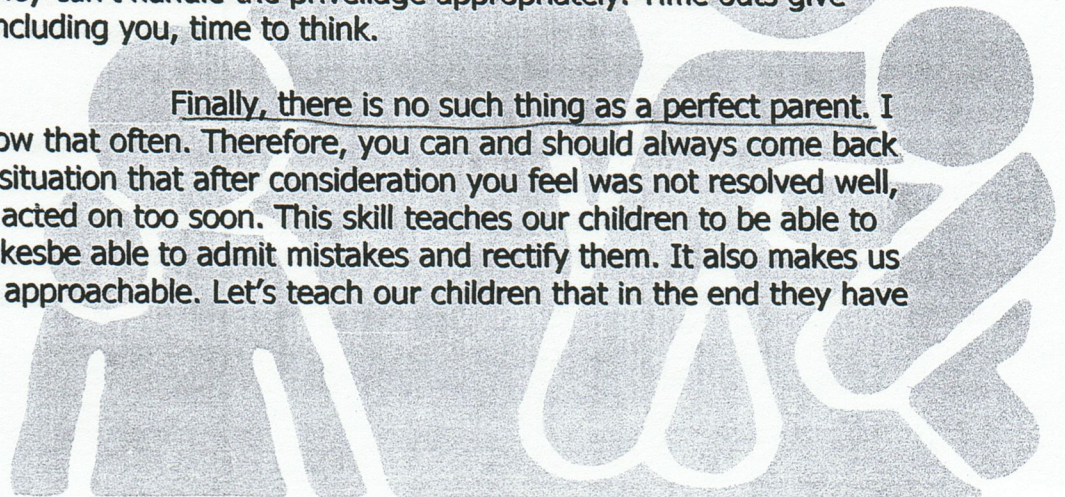 can't handle the privellage appropriately. Time outs give
ncluding you, time to think.
Finally, there is no such thing as a perfect parent. I
ow that often. Therefore, you can and should always come back
situation that after consideration you feel was not resolved well,
acted on too soon. This skill teaches our children to be able to
kesbe able to admit mistakes and rectify them. It also makes us
approachable. Let's teach our children that in the end they have